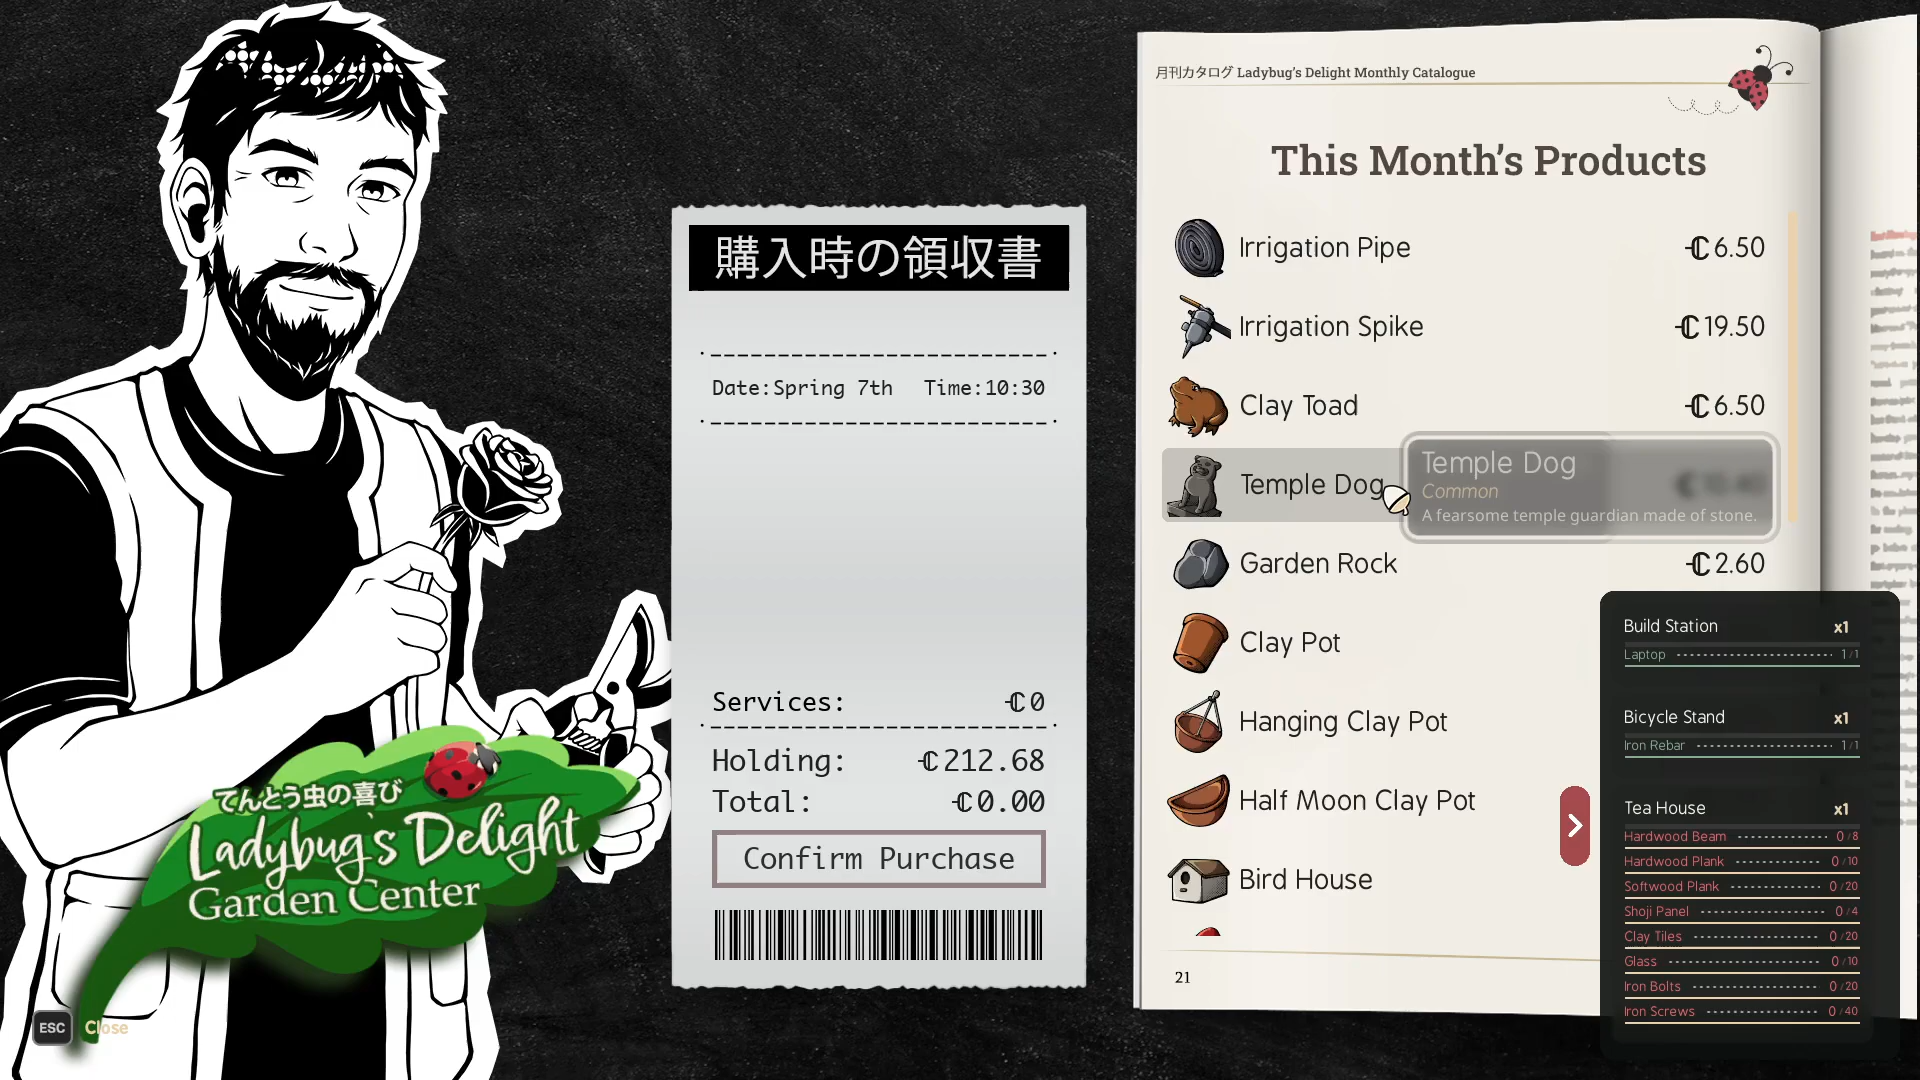 月刊カタログ Ladybug's Delight Monthly Catalogue
This Month's Products
Irrigation Pipe 6.50
Irrigation Spike 19.50
Clay Toad 6.50
Temple Dog
Temple Dog
Common
A fearsome temple guardian made of stone.
Garden Rock 2.60
Clay Pot
Hanging Clay Pot
Half Moon Clay Pot
Bird House
21
購入時の領収書
Date:Spring 7th Time:10:30
Services: 0
Holding: 212.68
Total: 0.00
Confirm Purchase
てんとう虫の喜び
Ladybug's Delight
Garden Center
ESC Close
Build Station x1
Laptop 1/1
Bicycle Stand x1
Iron Rebar 1/1
Tea House x1
Hardwood Beam 0/8
Hardwood Plank 0/10
Softwood Plank 0/20
Shoji Panel 0/4
Clay Tiles 0/20
Glass 0/10
Iron Bolts 0/20
Iron Screws 0/40